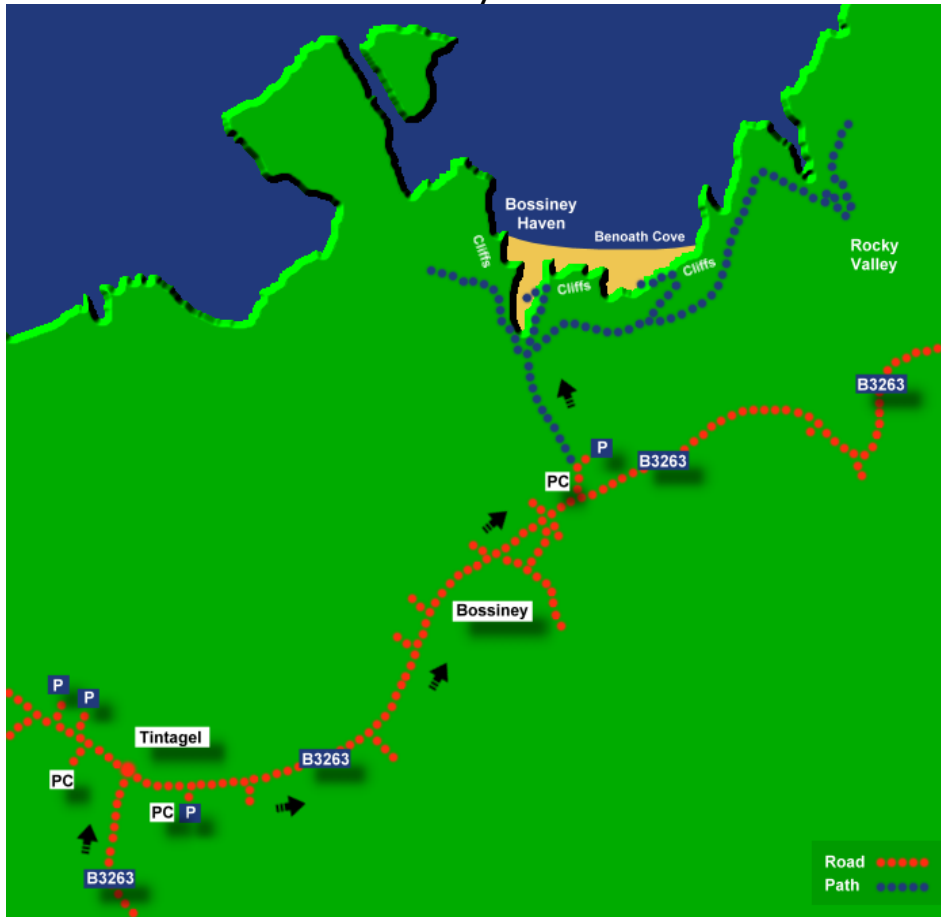 Bossiney
Haven
Benoath Cove
Cliffs
Cliffs
Cliffs
Rocky
Valley
B3263
P
B3263
PC
Bossiney
P
P
Tintagel
B3263
PC
PC P
B3263
Road
Path